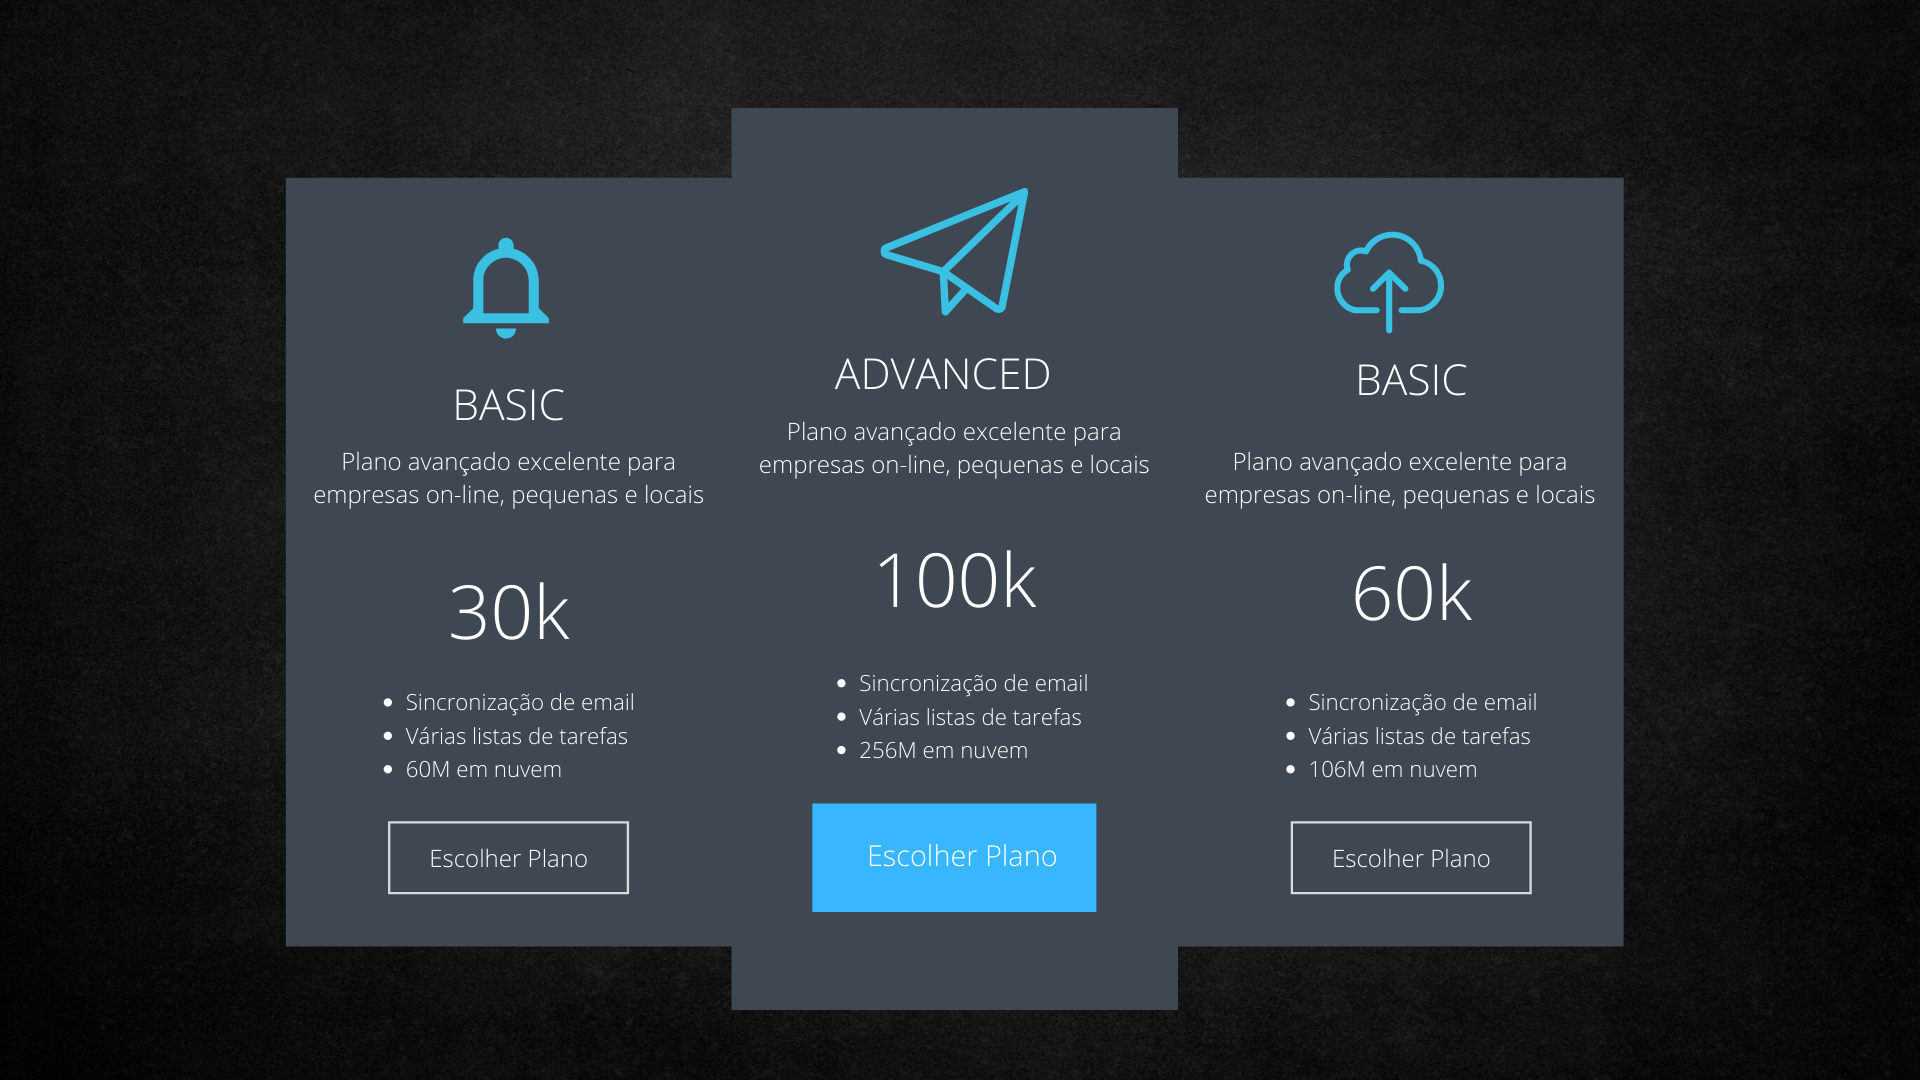 BASIC
Plano avançado excelente para
empresas on-line, pequenas e locais
30k
Sincronização de email
Várias listas de tarefas
60M em nuvem
Escolher Plano
ADVANCED
Plano avançado excelente para
empresas on-line, pequenas e locais
100k
Sincronização de email
Várias listas de tarefas
256M em nuvem
Escolher Plano
BASIC
Plano avançado excelente para
empresas on-line, pequenas e locais
60k
Sincronização de email
Várias listas de tarefas
106M em nuvem
Escolher Plano